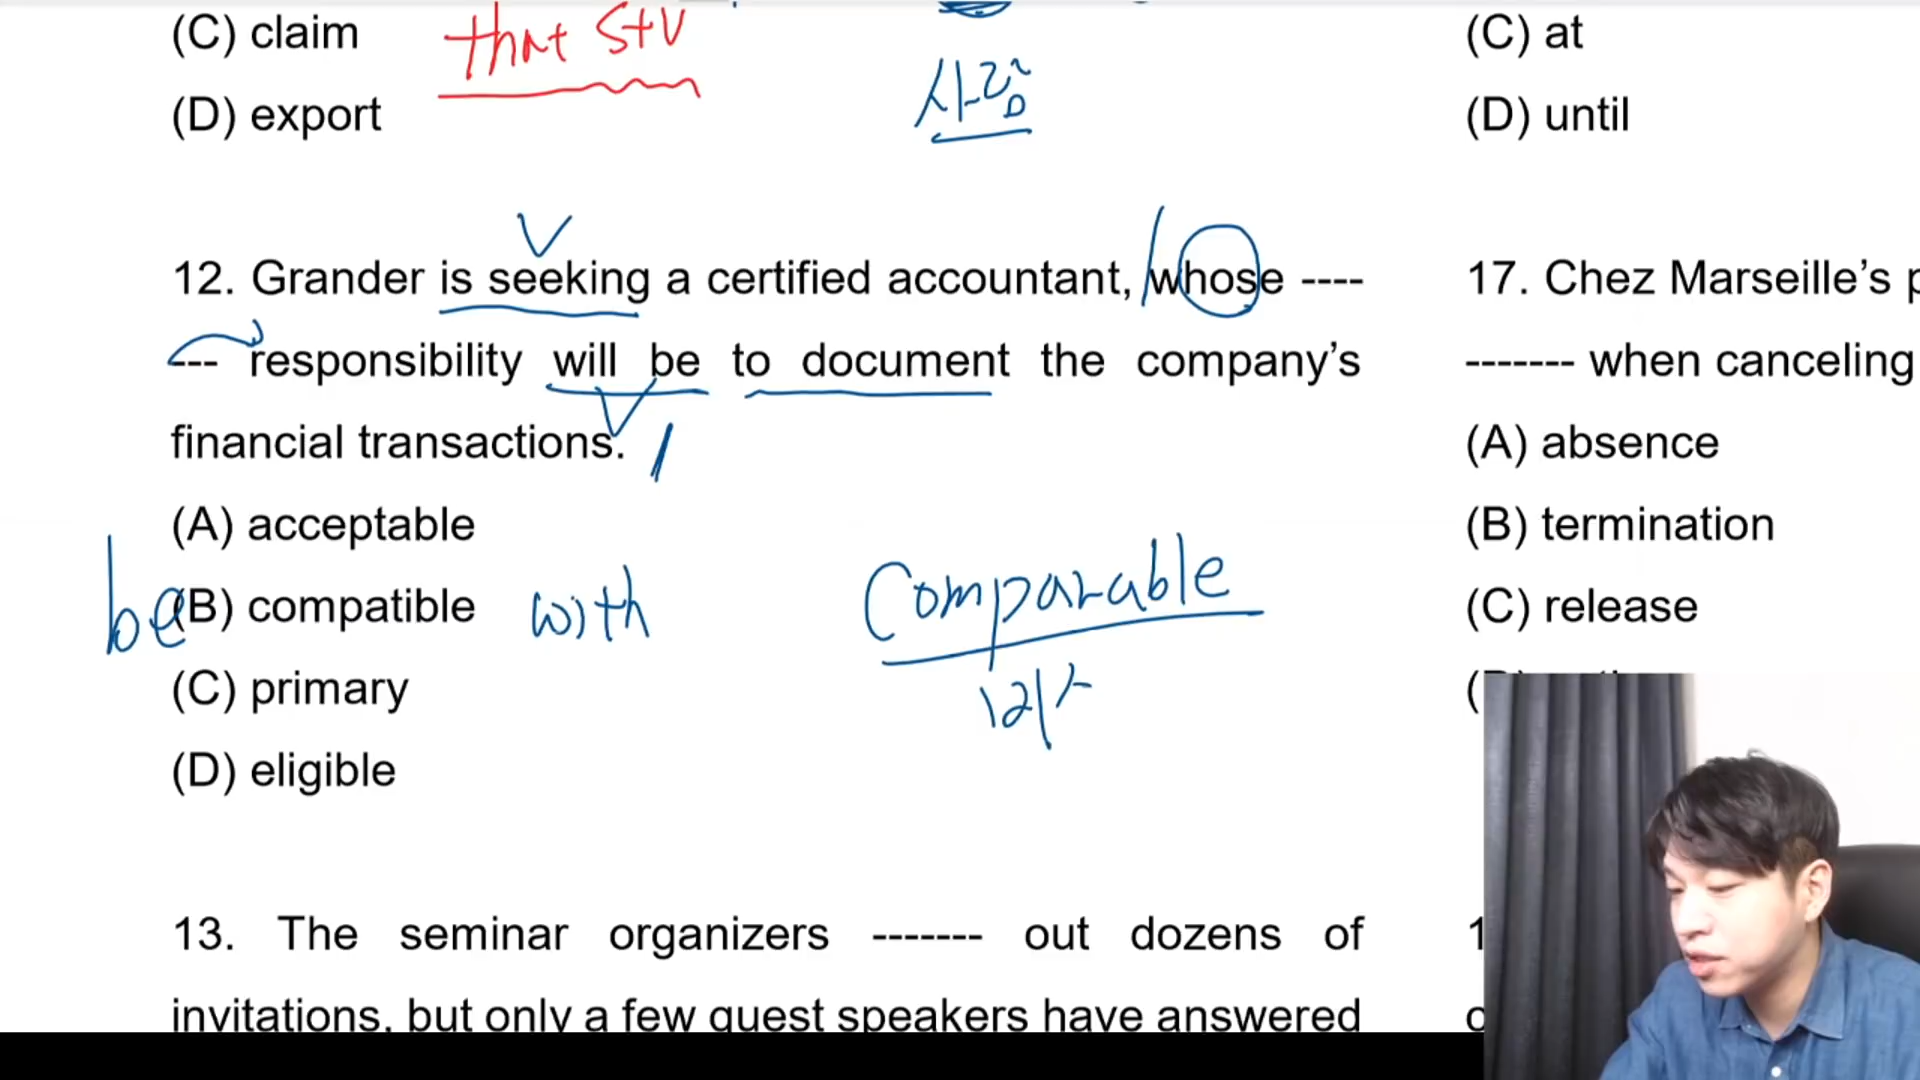 (C) claim
that S+V
(D) export
사람
12. Grander is seeking a certified accountant, whose ----
--- responsibility will be to document the company's
financial transactions.
(A) acceptable
be (B) compatible with
Comparable
(C) primary
(D) eligible
13. The seminar organizers ------- out dozens of
invitations, but only a few guest speakers have answered
(C) at
(D) until
17. Chez Marseille's p
------- when canceling
(A) absence
(B) termination
(C) release
(
1